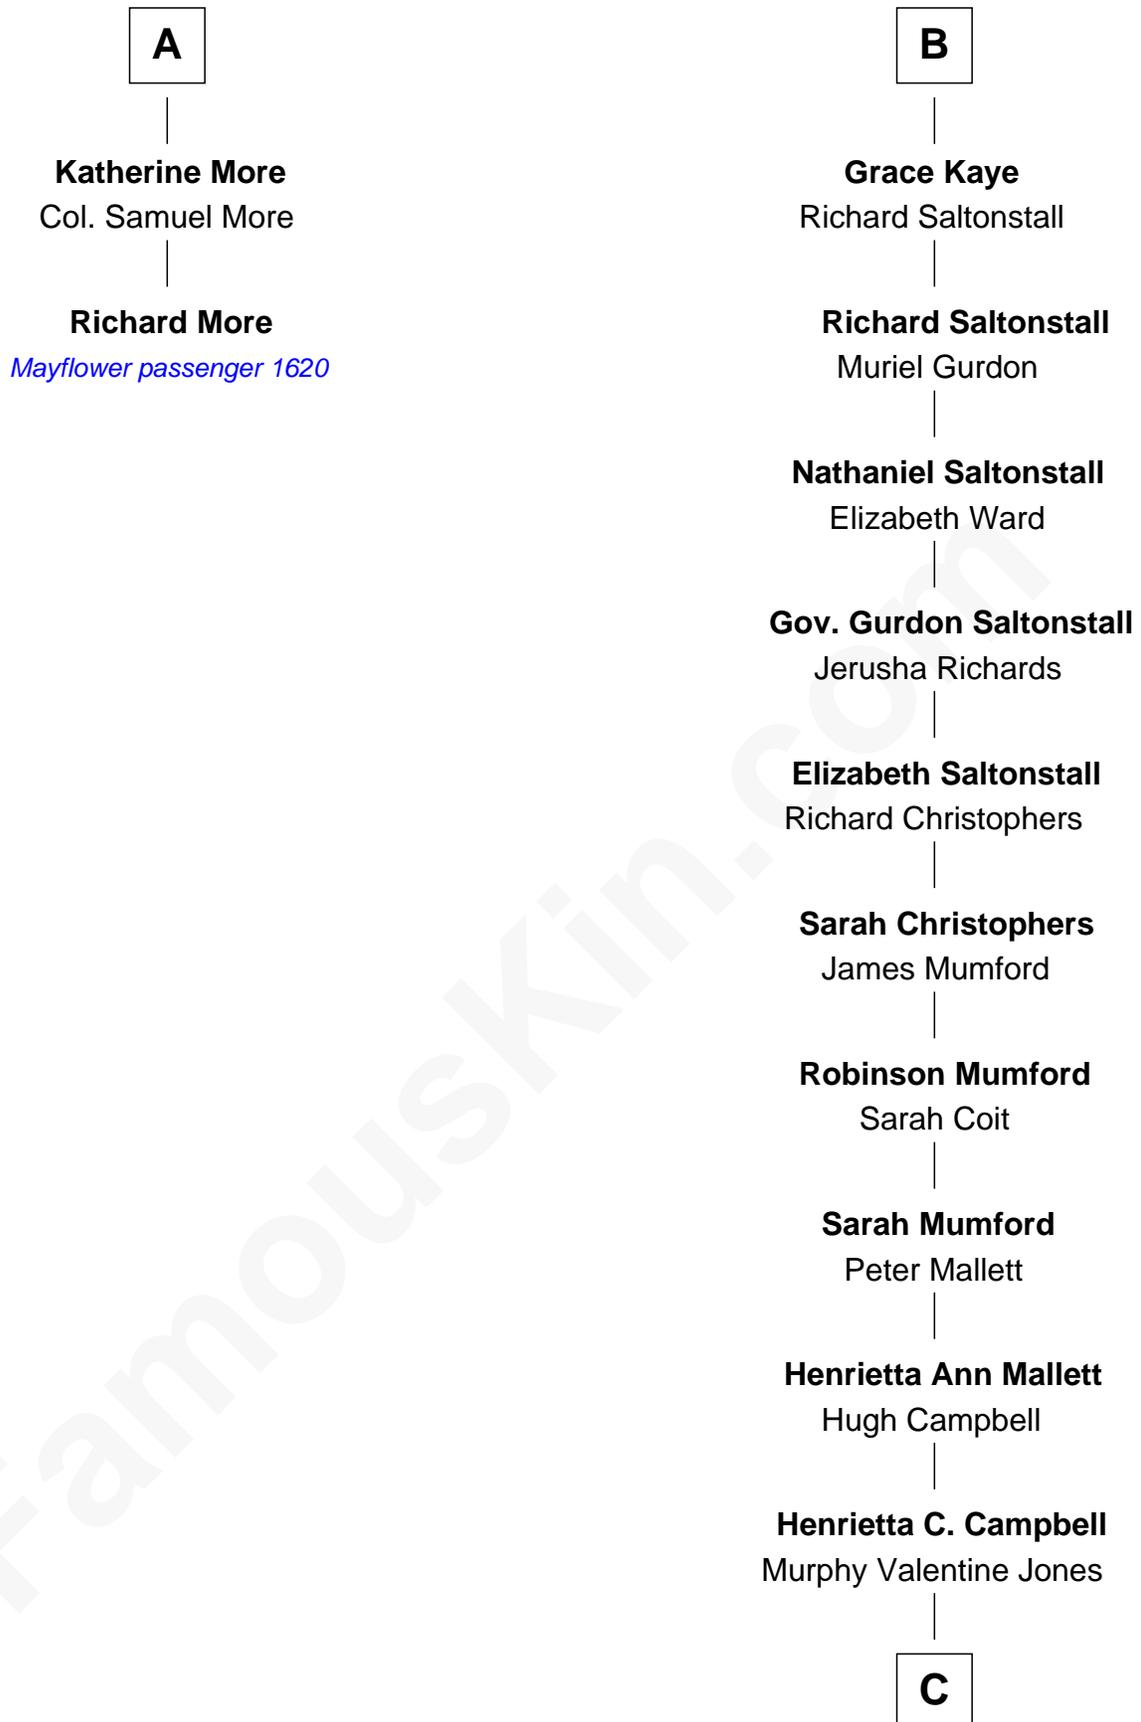 A
Katherine More
Col. Samuel More
Richard More
Mayflower passenger 1620
B
Grace Kaye
Richard Saltonstall
Richard Saltonstall
Muriel Gurdon
Nathaniel Saltonstall
Elizabeth Ward
Gov. Gurdon Saltonstall
Jerusha Richards
Elizabeth Saltonstall
Richard Christophers
Sarah Christophers
James Mumford
Robinson Mumford
Sarah Coit
Sarah Mumford
Peter Mallett
Henrietta Ann Mallett
Hugh Campbell
Henrietta C. Campbell
Murphy Valentine Jones
C
FamousKin.com